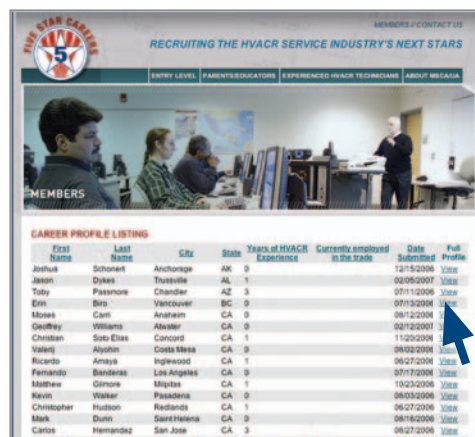 MEMBERS / CONTACT US
FIVE STAR CAREERS
5
RECRUITING THE HVACR SERVICE INDUSTRY'S NEXT STARS
ENTRY LEVEL PARENTS/EDUCATORS EXPERIENCED HVACR TECHNICIANS ABOUT MSCA/UA
MEMBERS
CAREER PROFILE LISTING
First Name Last Name City State Years of HVACR Experience Currently employed in the trade Date Submitted Full Profile
Joshua Schonert Anchorage AK 0 12/15/2006 View
Jason Dykes Trussville AL 1 02/05/2007 View
Toby Passmore Chandler AZ 3 07/11/2006 View
Erin Biro Vancouver BC 0 07/13/2006 View
Moses Carri Anaheim CA 0 08/12/2006 View
Geoffrey Williams Atwater CA 0 02/12/2007
Christian Soto Elias Concord CA 1 11/20/2006
Valerij Alyohin Costa Mesa CA 0 08/02/2006 View
Ricardo Amaya Inglewood CA 1 06/27/2006 View
Fernando Banderas Los Angeles CA 0 07/17/2006 View
Matthew Gilmore Milpitas CA 1 10/23/2006 View
Kevin Walker Pasadena CA 0 08/03/2006 View
Christopher Hudson Redlands CA 1 06/27/2006 View
Mark Dunn Saint Helena CA 0 08/16/2006 View
Carlos Hernandez San Jose CA 3 08/27/2006 View